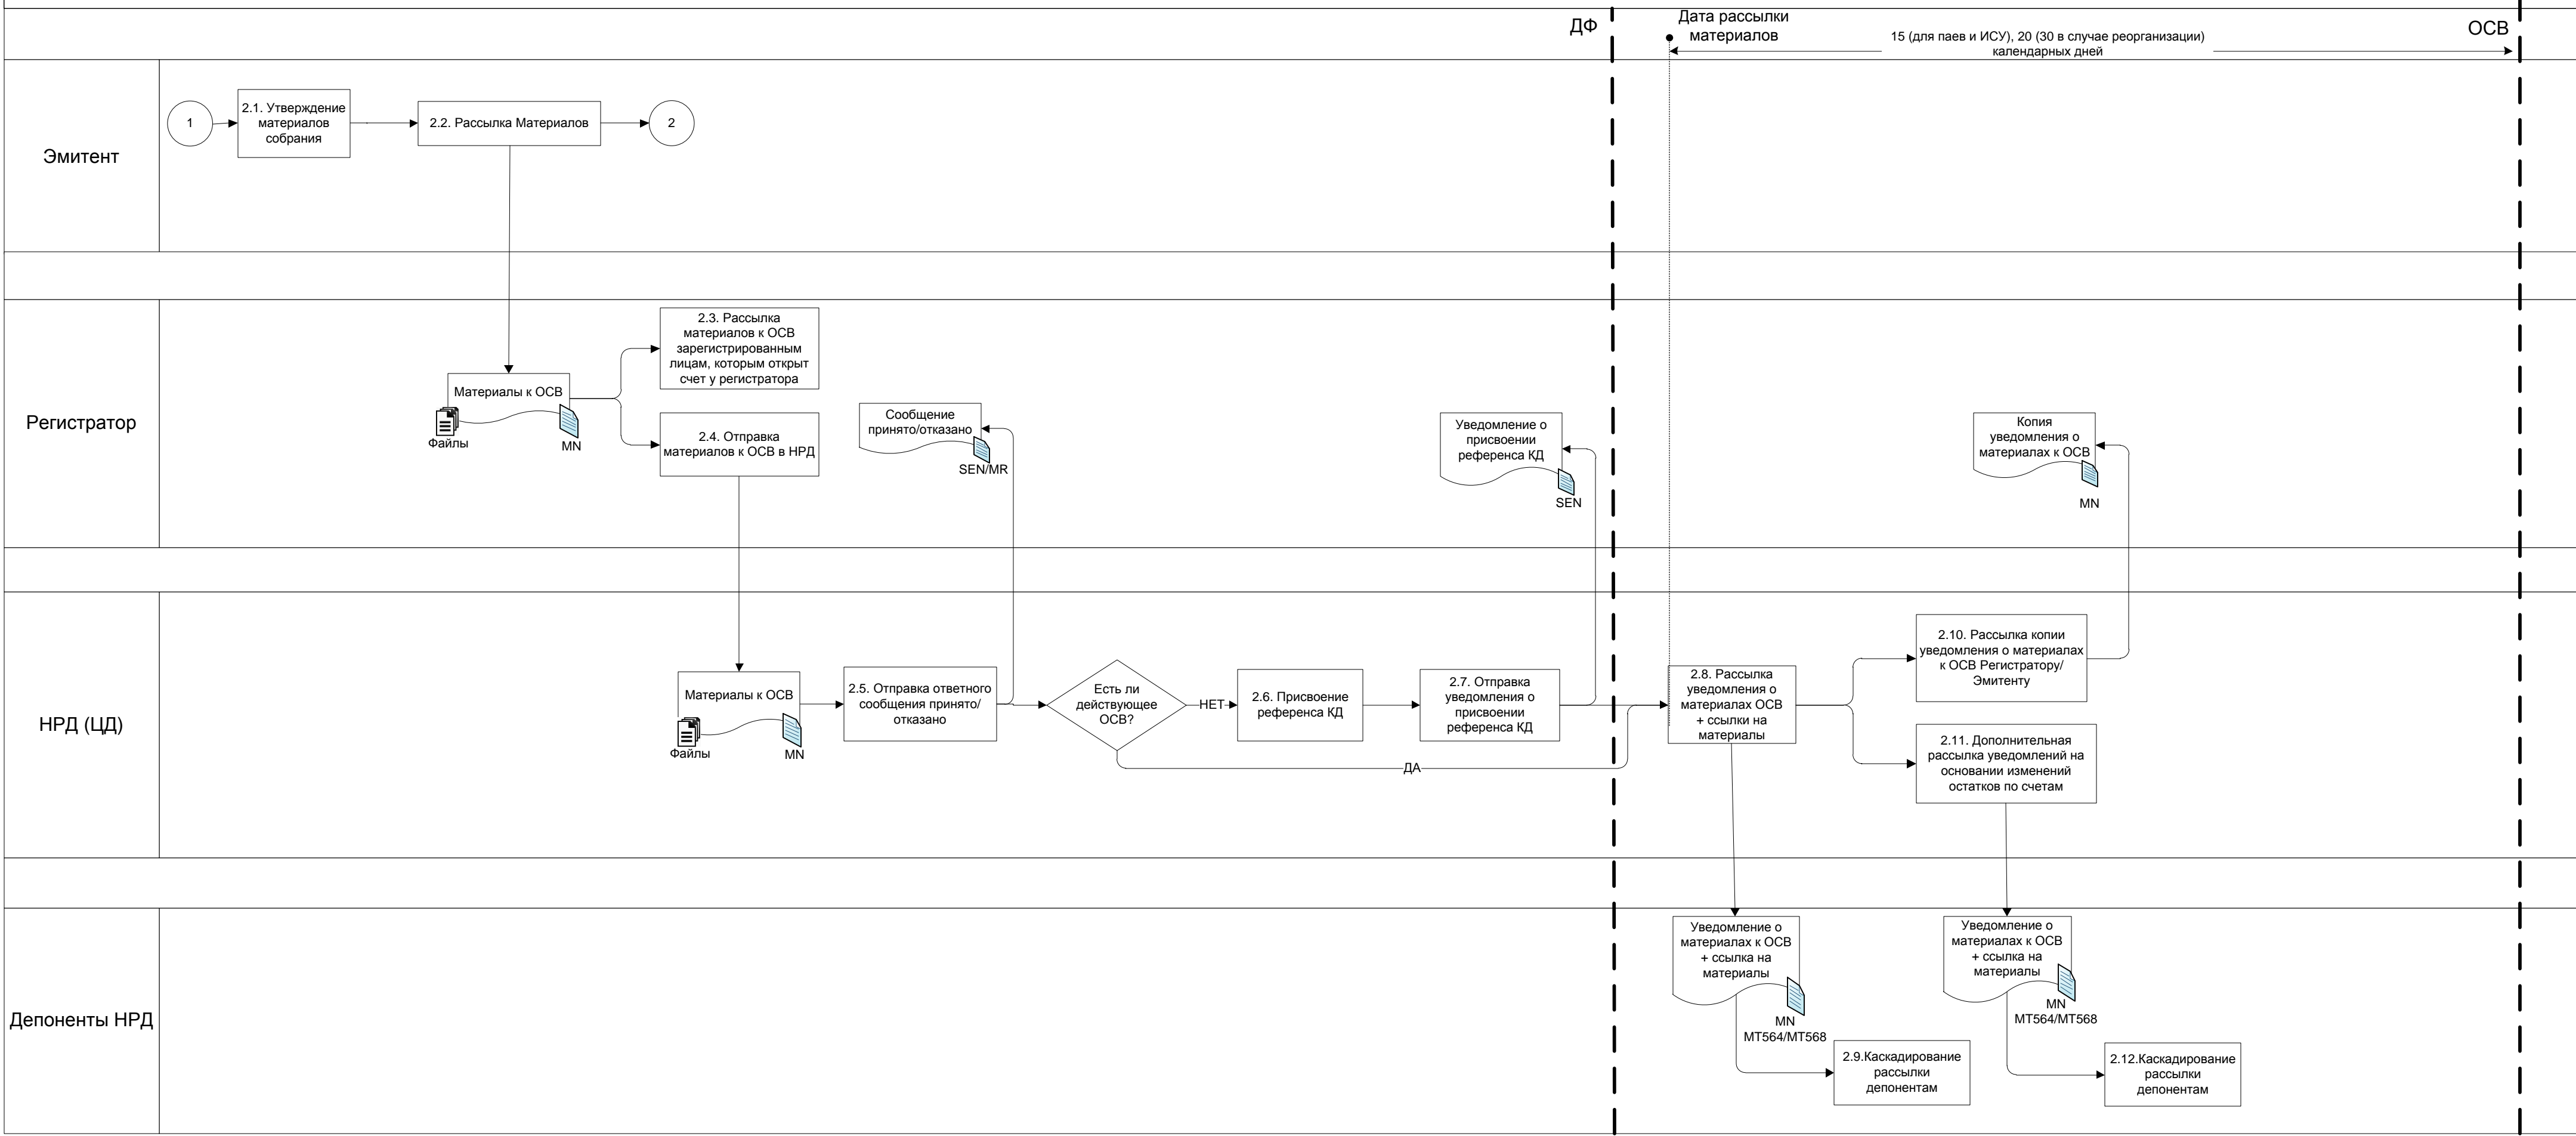 ДФ
Дата рассылки
материалов
15 (для паев и ИСУ), 20 (30 в случае реорганизации)
календарных дней
ОСВ
Эмитент
1
2.1. Утверждение
материалов
собрания
2.2. Рассылка Материалов
2
Регистратор
Материалы к ОСВ
Файлы
MN
2.3. Рассылка
материалов к ОСВ
зарегистрированным
лицам, которым открыт
счет у регистратора
2.4. Отправка
материалов к ОСВ в НРД
Сообщение
принято/отказано
SEN/MR
Уведомление о
присвоении
референса КД
SEN
Копия
уведомления о
материалах к ОСВ
MN
НРД (ЦД)
Материалы к ОСВ
Файлы
MN
2.5. Отправка ответного
сообщения принято/
отказано
Есть ли
действующее
ОСВ?
НЕТ
ДА
2.6. Присвоение
референса КД
2.7. Отправка
уведомления о
присвоении
референса КД
2.8. Рассылка
уведомления о
материалах ОСВ
+ ссылки на
материалы
2.10. Рассылка копии
уведомления о материалах
к ОСВ Регистратору/
Эмитенту
2.11. Дополнительная
рассылка уведомлений на
основании изменений
остатков по счетам
Депоненты НРД
Уведомление о
материалах к ОСВ
+ ссылка на
материалы
MN
MT564/MT568
2.9.Каскадирование
рассылки
депонентам
Уведомление о
материалах к ОСВ
+ ссылка на
материалы
MN
MT564/MT568
2.12.Каскадирование
рассылки
депонентам